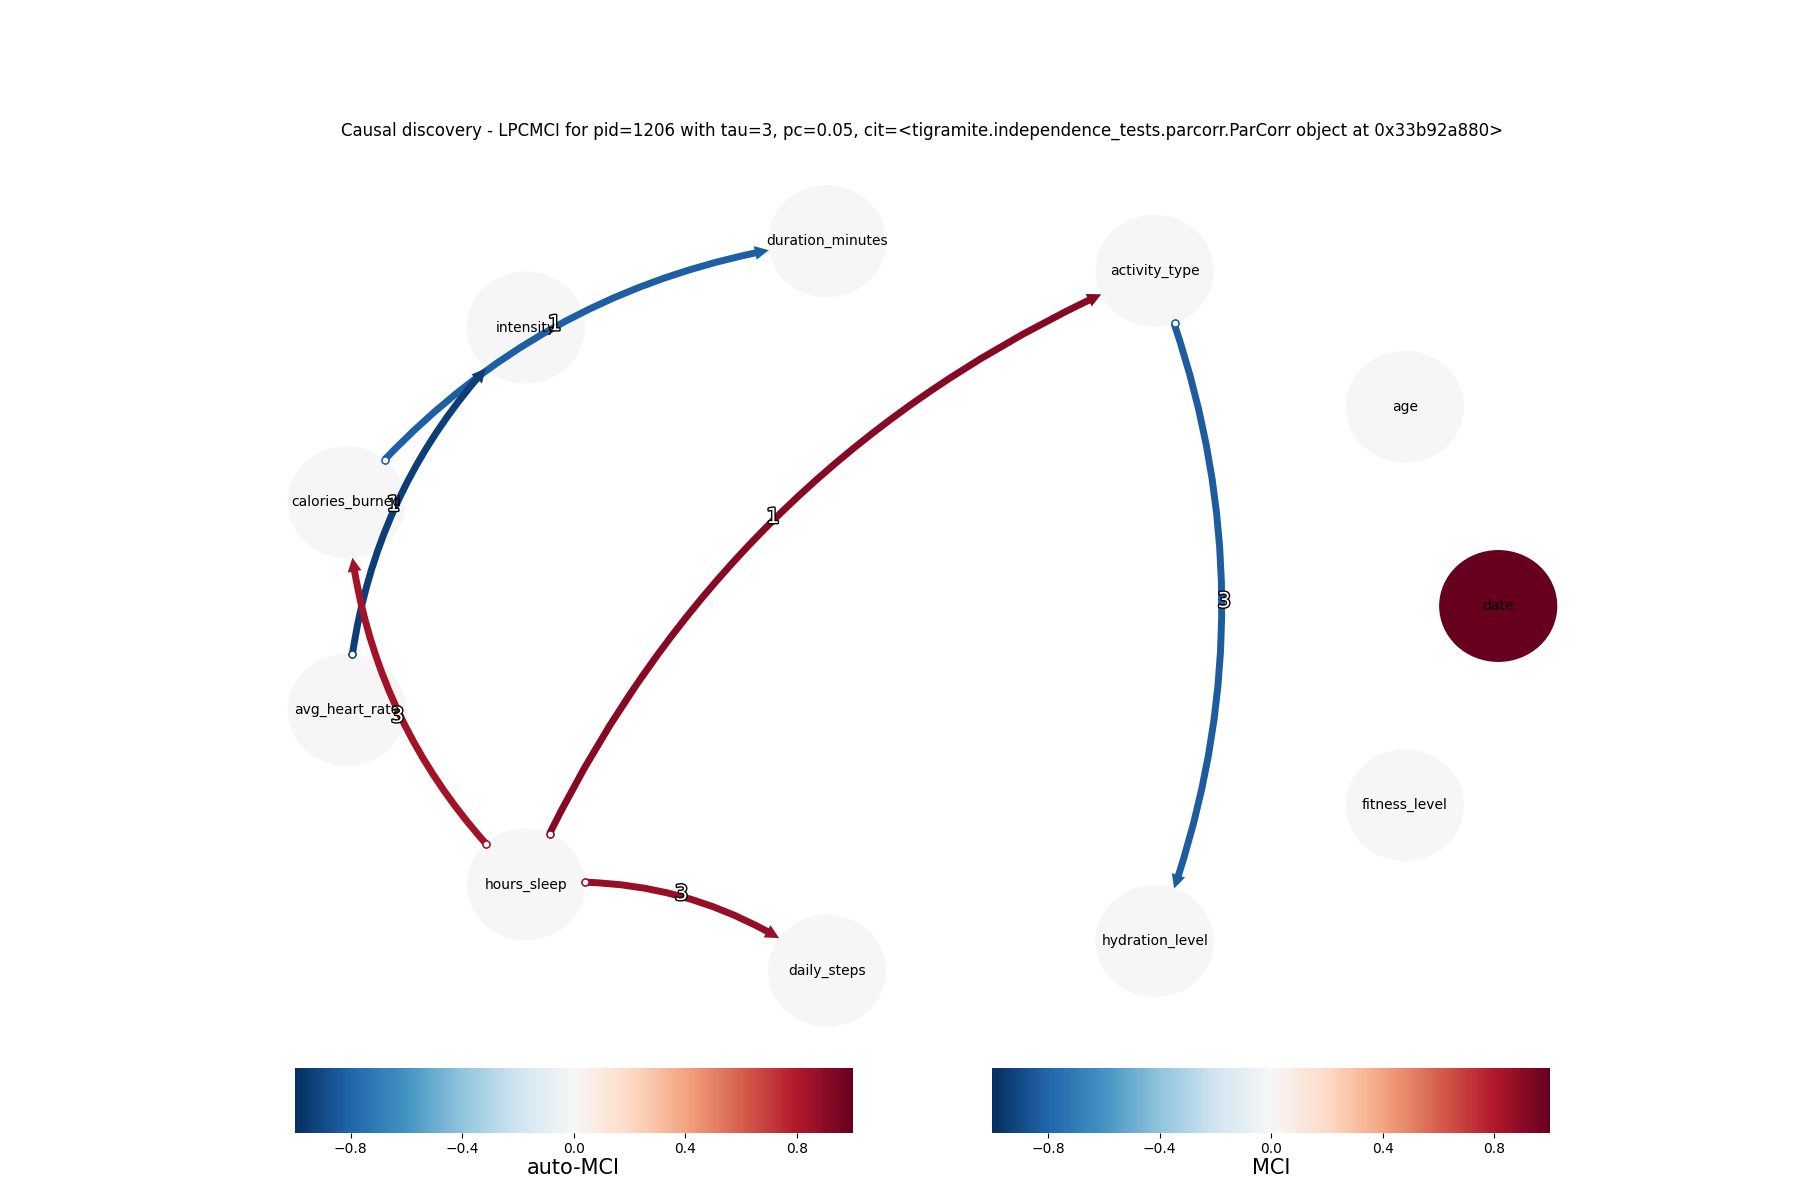 Causal discovery - LPCMCI for pid=1206 with tau=3, pc=0.05, cit=<tigramite.independence_tests.parcorr.ParCorr object at 0x33b92a880>
duration_minutes
activity_type
intensity
1
age
calories_burned
1
1
3
date
avg_heart_rate
3
fitness_level
hours_sleep
3
hydration_level
daily_steps
−0.8 −0.4 0.0 0.4 0.8
auto-MCI
−0.8 −0.4 0.0 0.4 0.8
MCI